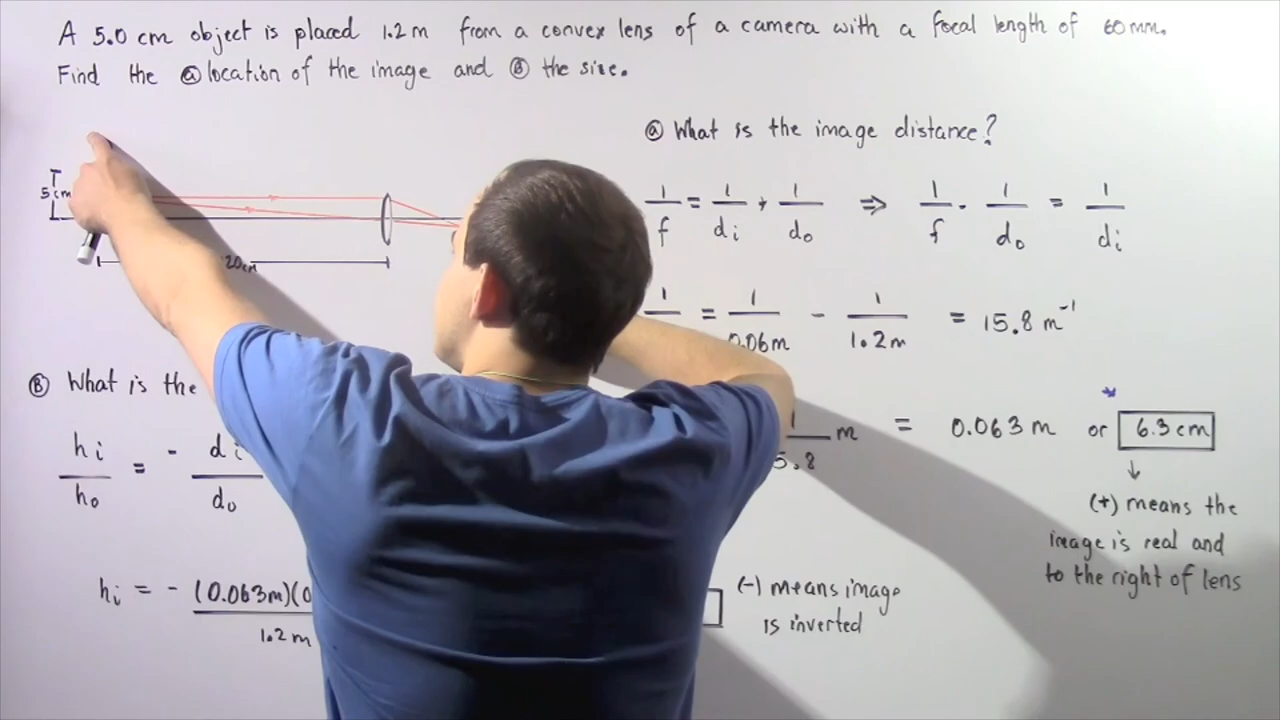 A 5.0 cm object is placed 1.2 m from a convex lens of a camera with a focal length of 60 mm.
Find the ⓐ location of the image and Ⓑ the size.
ⓐ What is the image distance?
5 cm
20cm
1/f = 1/di + 1/do ⇒ 1/f - 1/do = 1/di
1/ = 1/0.06m - 1/1.2m = 15.8 m⁻¹
5.8 m = 0.063 m or 6.3 cm
↓
(+) means the
image is real and
to the right of lens
Ⓑ What is the
hi/ho = - di/do
hi = - (0.063m)(0
1.2 m
(-) means image
is inverted